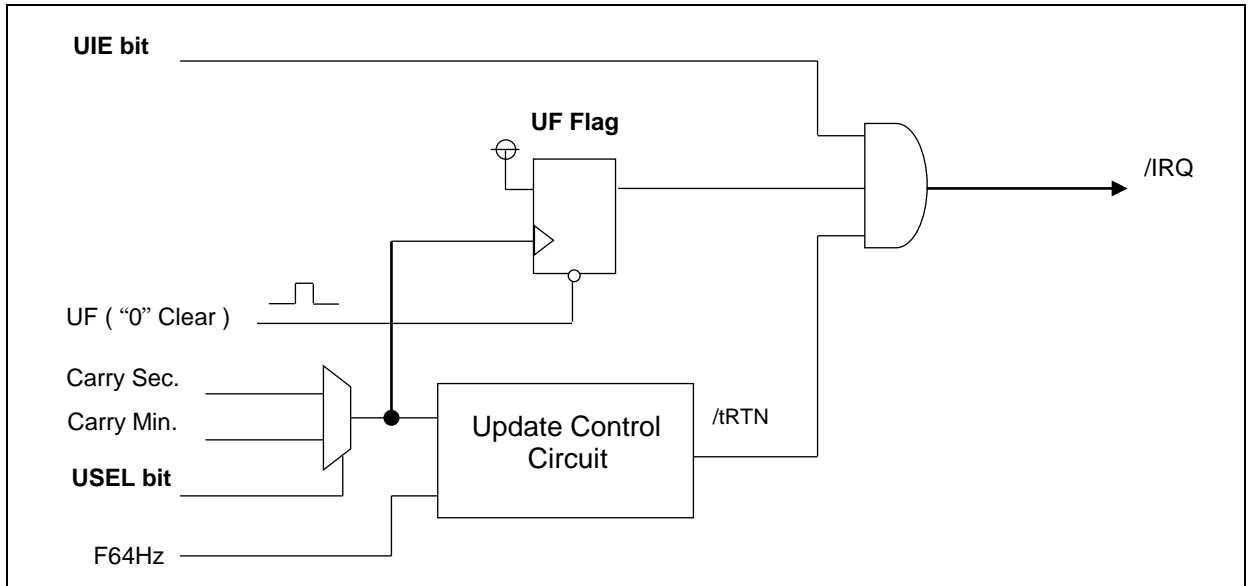 UIE bit
UF Flag
/IRQ
UF ( “0” Clear )
Carry Sec.
Carry Min.
USEL bit
F64Hz
Update Control
Circuit
/tRTN